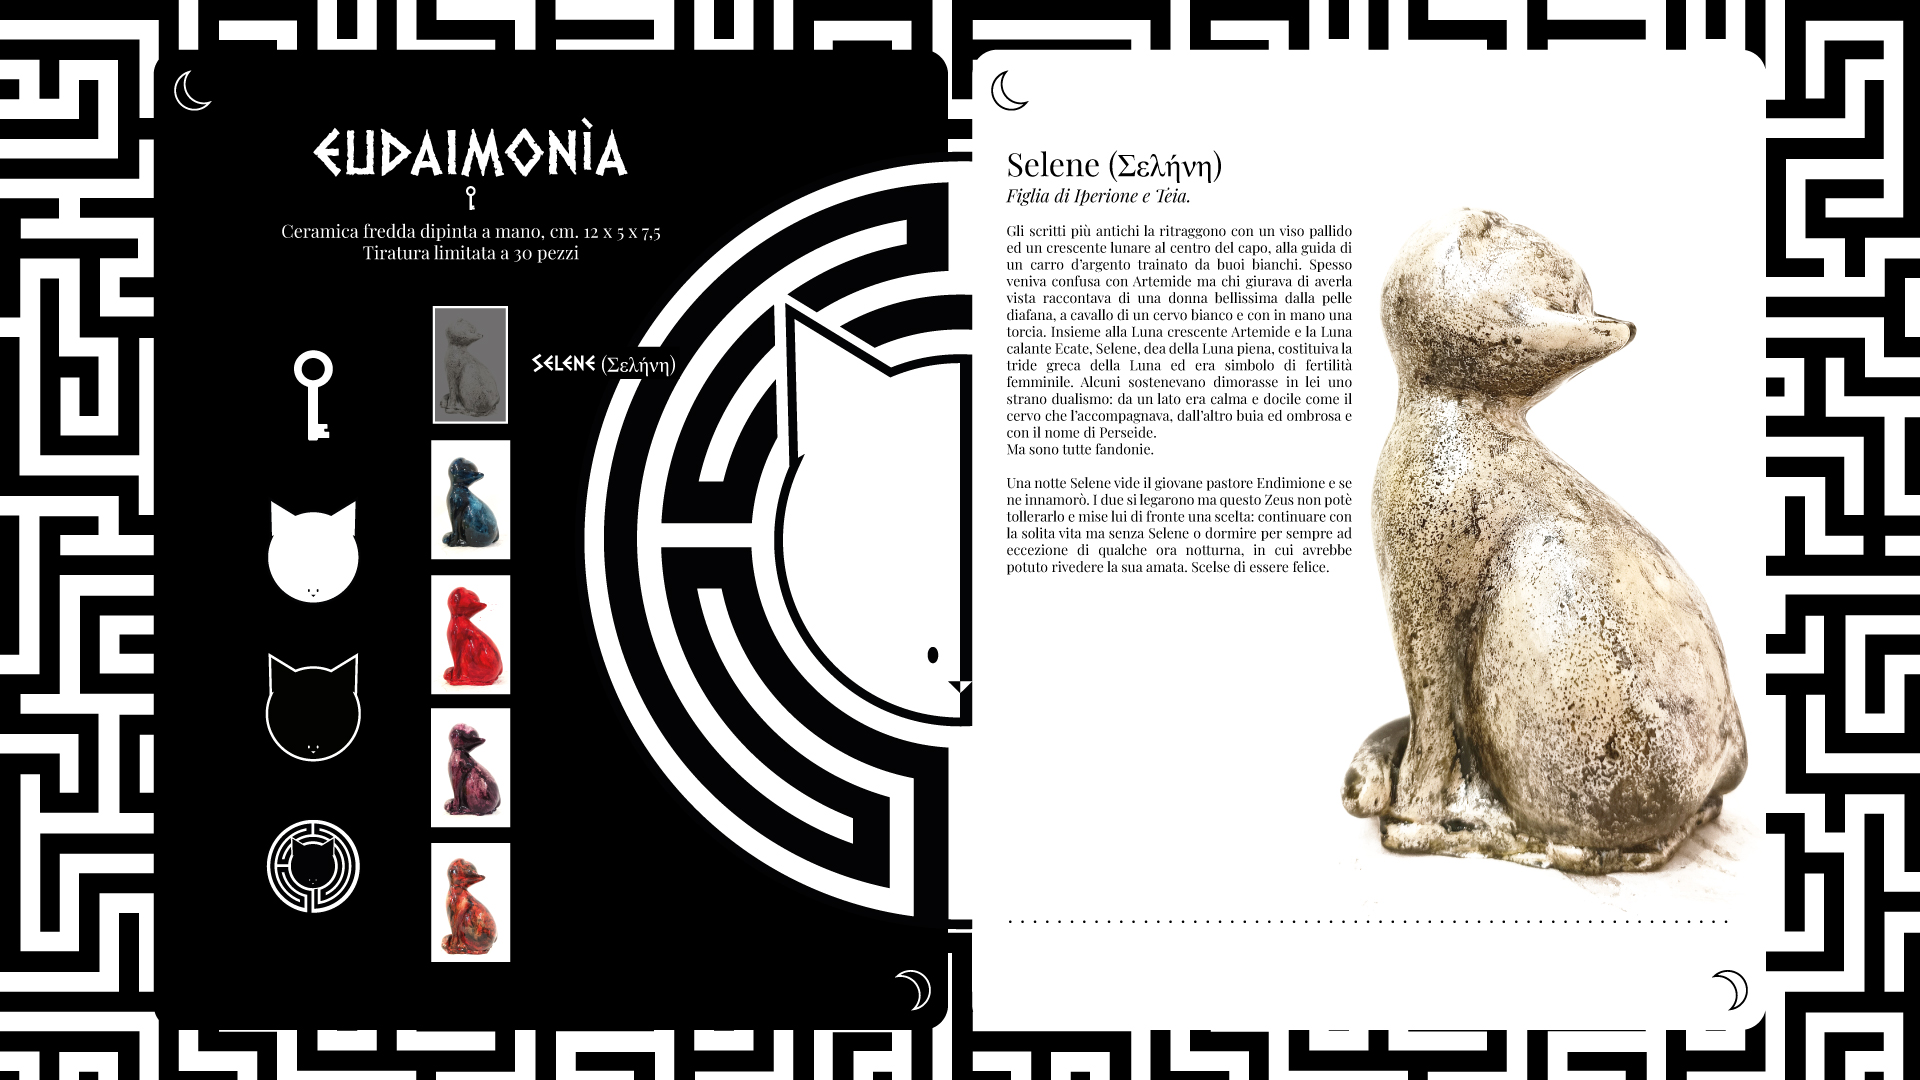 EUDAIMONÌA
Ceramica fredda dipinta a mano, cm. 12 x 5 x 7,5
Tiratura limitata a 30 pezzi
SELENE (Σελήνη)
Selene (Σελήνη)
Figlia di Iperione e Teia.
Gli scritti più antichi la ritraggono con un viso pallido
ed un crescente lunare al centro del capo, alla guida di
un carro d'argento trainato da buoi bianchi. Spesso
veniva confusa con Artemide ma chi giurava di averla
vista raccontava di una donna bellissima dalla pelle
diafana, a cavallo di un cervo bianco e con in mano una
torcia. Insieme alla Luna crescente Artemide e la Luna
calante Ecate, Selene, dea della Luna piena, costituiva la
tride greca della Luna ed era simbolo di fertilità
femminile. Alcuni sostenevano dimorasse in lei uno
strano dualismo: da un lato era calma e docile come il
cervo che l'accompagnava, dall'altro buia ed ombrosa e
con il nome di Perseide.
Ma sono tutte fandonie.
Una notte Selene vide il giovane pastore Endimione e se
ne innamorò. I due si legarono ma questo Zeus non potè
tollerarlo e mise lui di fronte una scelta: continuare con
la solita vita ma senza Selene o dormire per sempre ad
eccezione di qualche ora notturna, in cui avrebbe
potuto rivedere la sua amata. Scelse di essere felice.